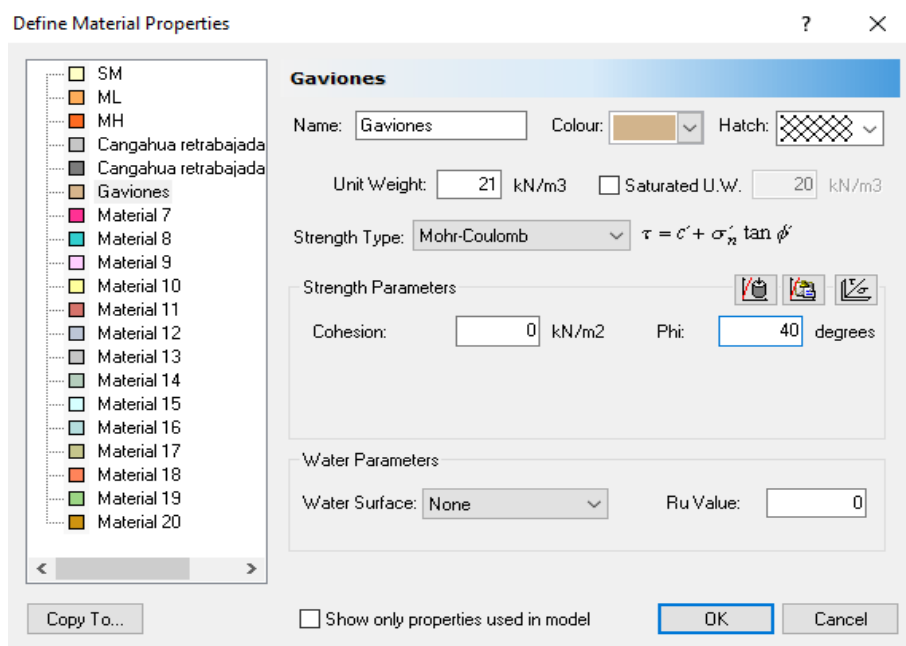 Define Material Properties ? ×
SM
ML
MH
Cangahua retrabajada
Cangahua retrabajada
Gaviones
Material 7
Material 8
Material 9
Material 10
Material 11
Material 12
Material 13
Material 14
Material 15
Material 16
Material 17
Material 18
Material 19
Material 20
Copy To...
Gaviones
Name: Gaviones Colour: Hatch:
Unit Weight: 21 kN/m3 Saturated U.W. 20 kN/m3
Strength Type: Mohr-Coulomb τ = c′ + σ′n tan ϕ′
Strength Parameters
Cohesion: 0 kN/m2 Phi: 40 degrees
Water Parameters
Water Surface: None Ru Value: 0
Show only properties used in model OK Cancel